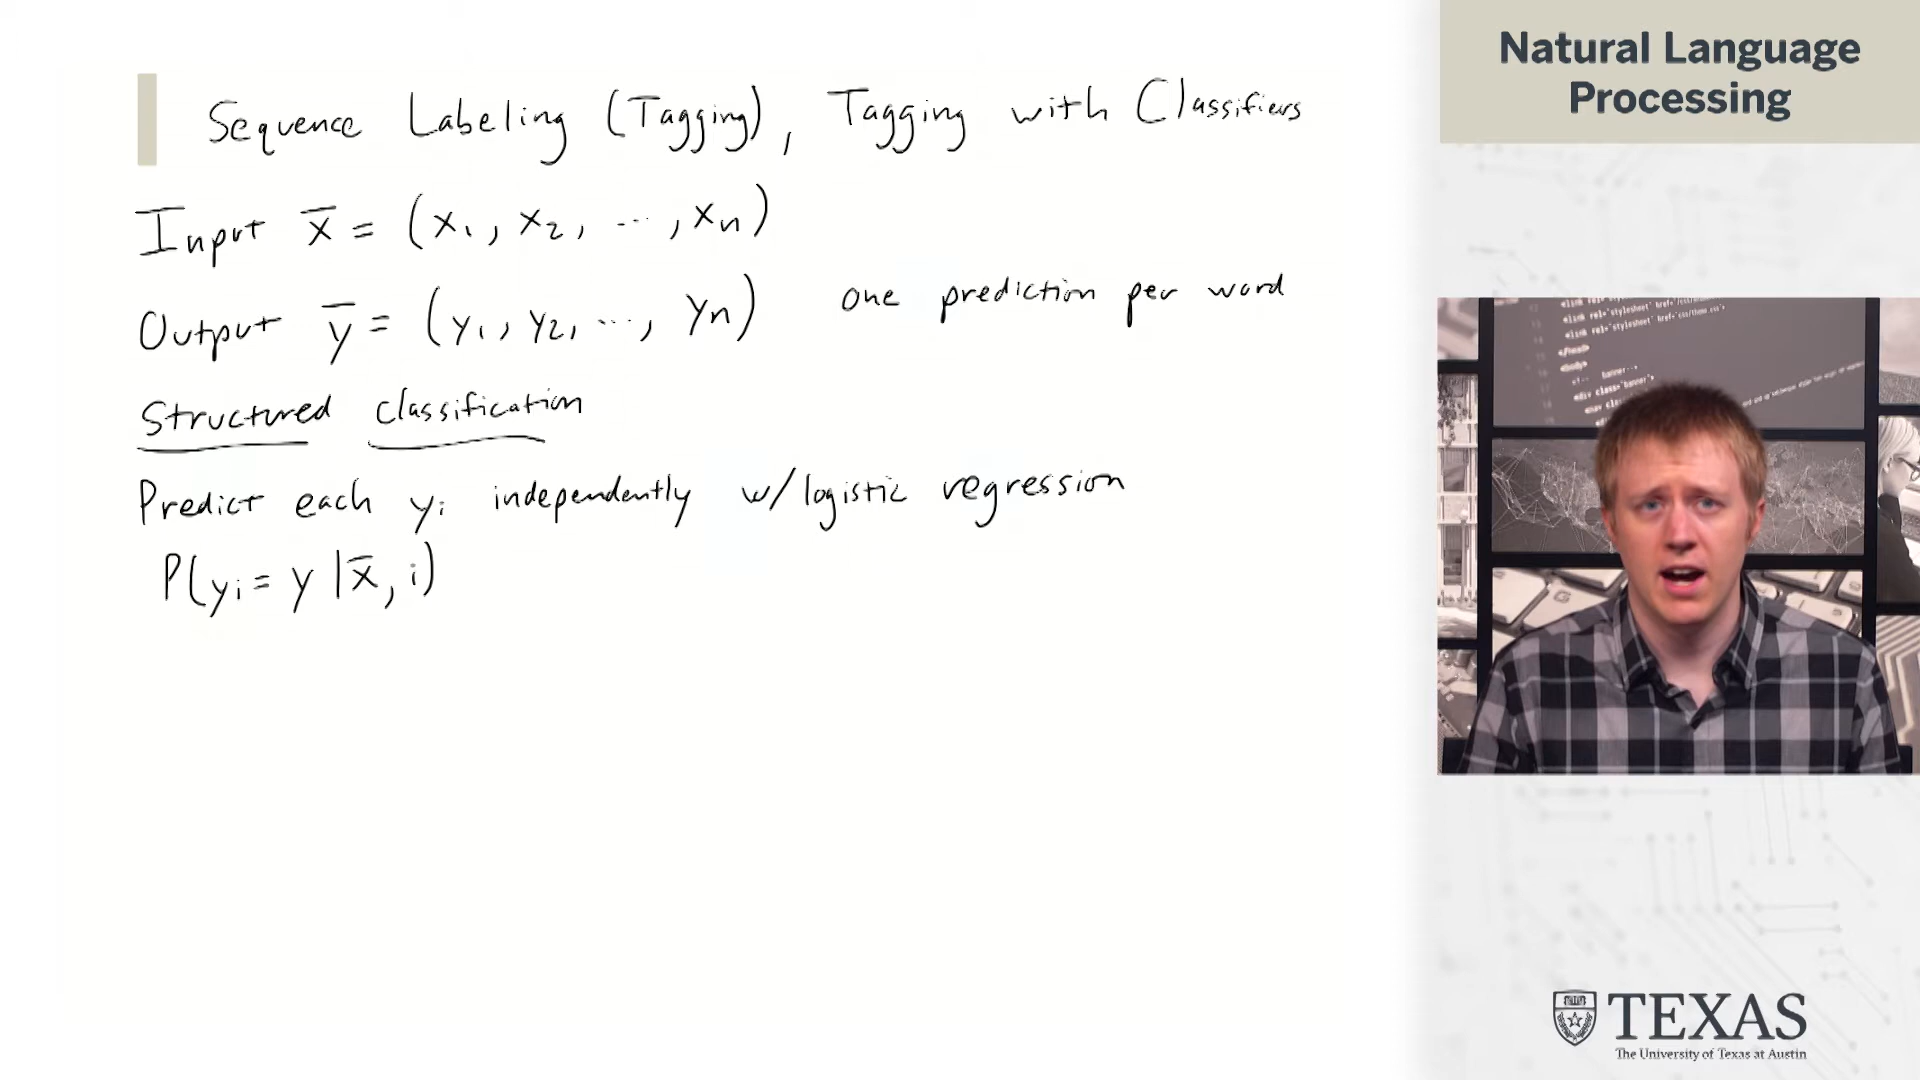 Sequence Labeling (Tagging), Tagging with Classifiers
Input x̄ = (x₁, x₂, ..., xₙ)
Output ȳ = (y₁, y₂, ..., yₙ) one prediction per word
Structured classification
Predict each yᵢ independently w/ logistic regression
P(yᵢ = y | x̄, i)
Natural Language
Processing
TEXAS
The University of Texas at Austin